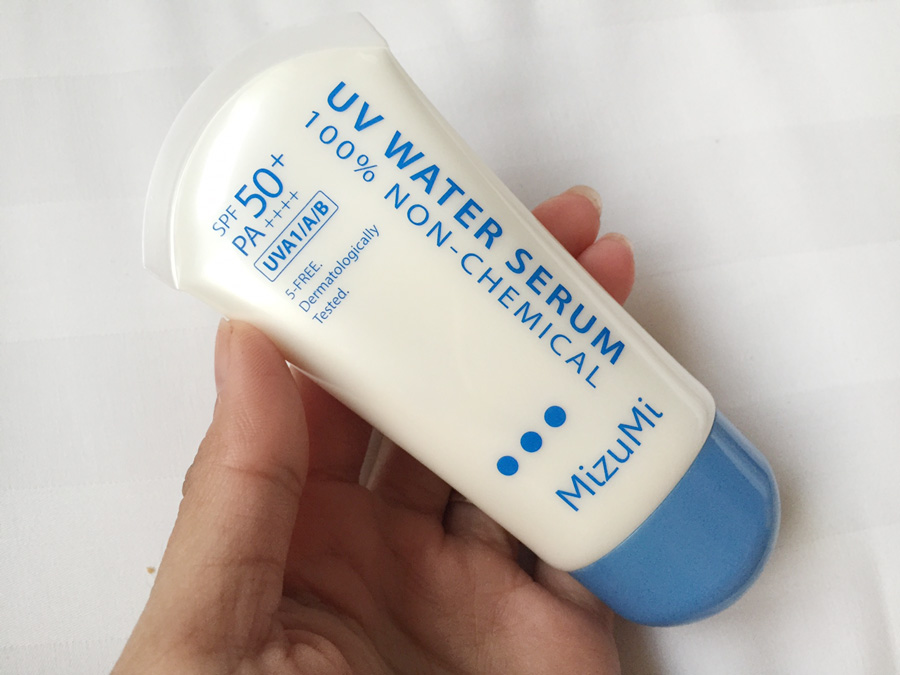 UV WATER SERUM
100% NON-CHEMICAL
SPF 50+
PA ++++
UVA1/A/B
5-FREE.
Dermatologically
Tested.
MizuMi